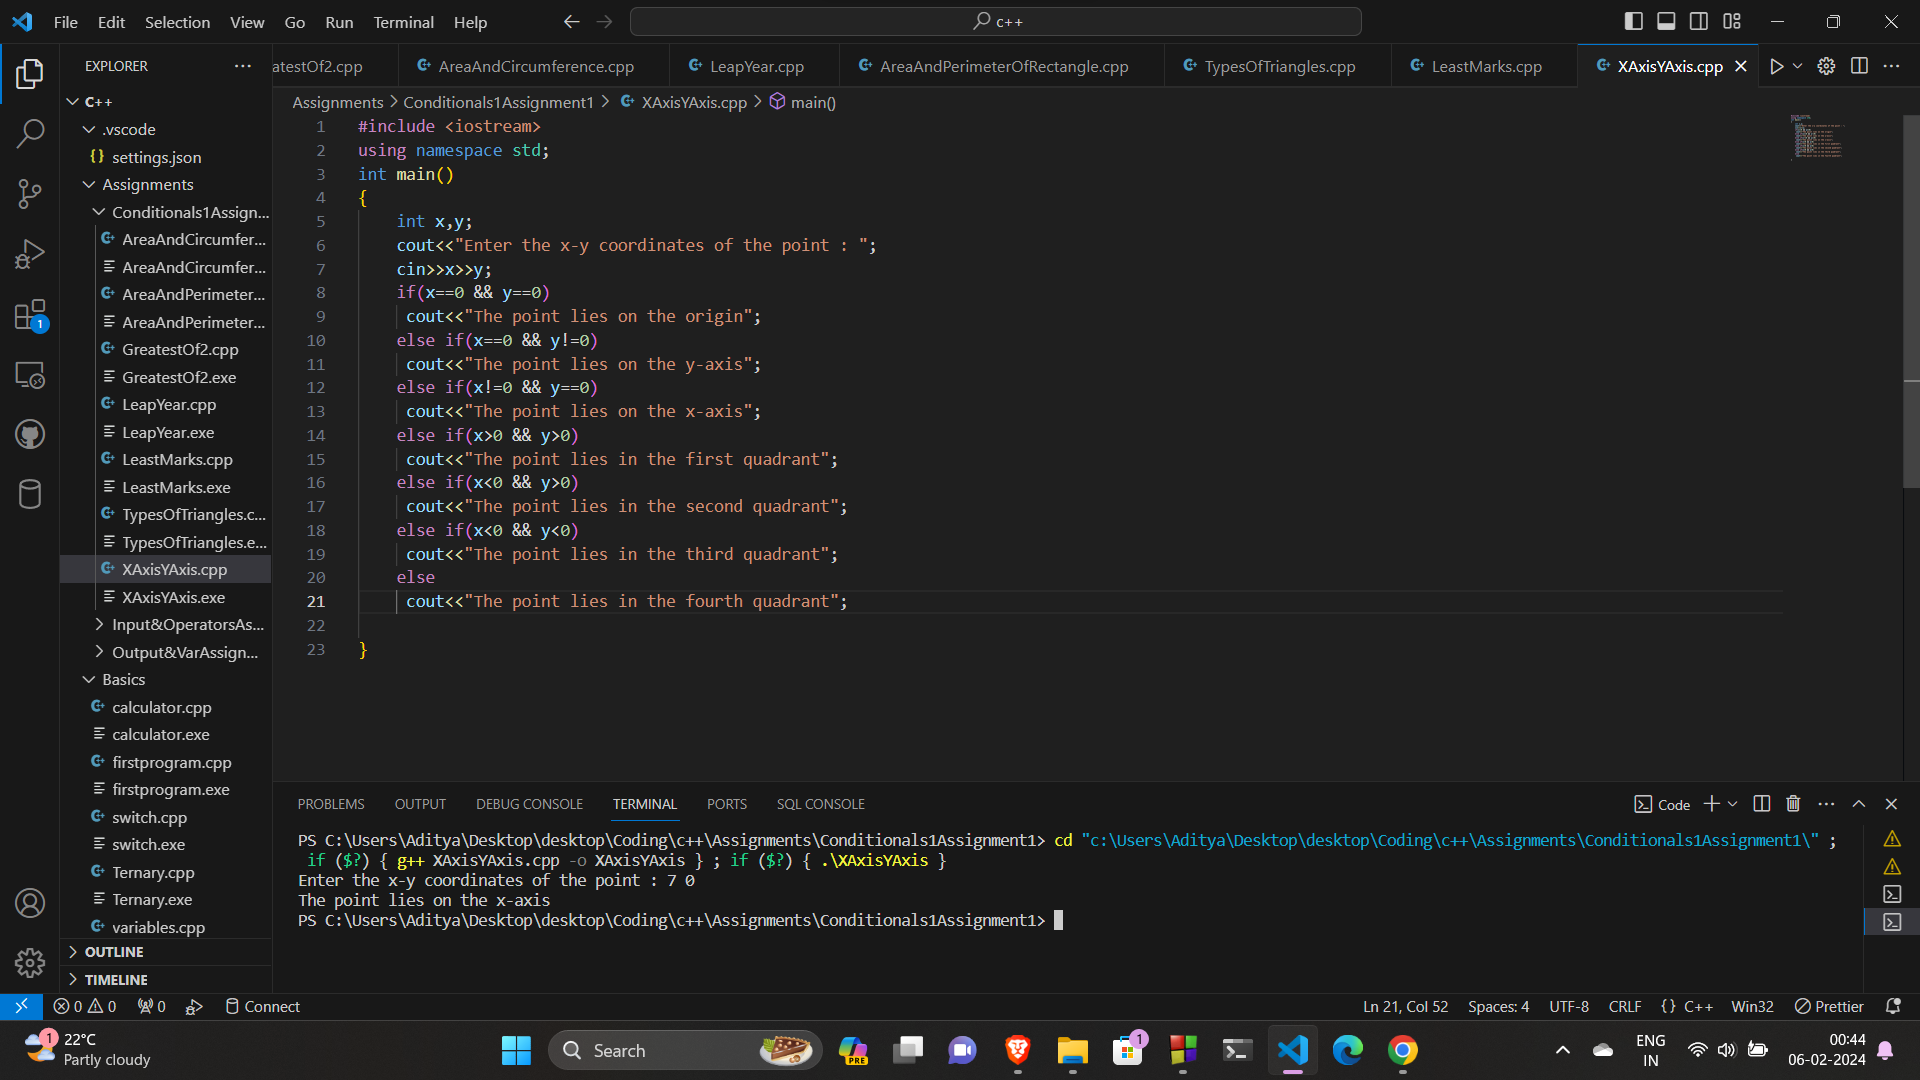 File Edit Selection View Go Run Terminal Help
c++
EXPLORER
atestOf2.cpp AreaAndCircumference.cpp LeapYear.cpp AreaAndPerimeterOfRectangle.cpp TypesOfTriangles.cpp LeastMarks.cpp XAxisYAxis.cpp
C++
.vscode
settings.json
Assignments
Conditionals1Assign...
AreaAndCircumfer...
AreaAndCircumfer...
AreaAndPerimeter...
AreaAndPerimeter...
GreatestOf2.cpp
GreatestOf2.exe
LeapYear.cpp
LeapYear.exe
LeastMarks.cpp
LeastMarks.exe
TypesOfTriangles.c...
TypesOfTriangles.e...
XAxisYAxis.cpp
XAxisYAxis.exe
Input&OperatorsAs...
Output&VarAssign...
Basics
calculator.cpp
calculator.exe
firstprogram.cpp
firstprogram.exe
switch.cpp
switch.exe
Ternary.cpp
Ternary.exe
variables.cpp
OUTLINE
TIMELINE
1
Assignments > Conditionals1Assignment1 > XAxisYAxis.cpp > main()
1 #include <iostream>
2 using namespace std;
3 int main()
4 {
5 int x,y;
6 cout<<"Enter the x-y coordinates of the point : ";
7 cin>>x>>y;
8 if(x==0 && y==0)
9 cout<<"The point lies on the origin";
10 else if(x==0 && y!=0)
11 cout<<"The point lies on the y-axis";
12 else if(x!=0 && y==0)
13 cout<<"The point lies on the x-axis";
14 else if(x>0 && y>0)
15 cout<<"The point lies in the first quadrant";
16 else if(x<0 && y>0)
17 cout<<"The point lies in the second quadrant";
18 else if(x<0 && y<0)
19 cout<<"The point lies in the third quadrant";
20 else
21 cout<<"The point lies in the fourth quadrant";
22
23 }
PROBLEMS OUTPUT DEBUG CONSOLE TERMINAL PORTS SQL CONSOLE
Code
PS C:\Users\Aditya\Desktop\desktop\Coding\c++\Assignments\Conditionals1Assignment1> cd "c:\Users\Aditya\Desktop\desktop\Coding\c++\Assignments\Conditionals1Assignment1\" ;
if ($?) { g++ XAxisYAxis.cpp -o XAxisYAxis } ; if ($?) { .\XAxisYAxis }
Enter the x-y coordinates of the point : 7 0
The point lies on the x-axis
PS C:\Users\Aditya\Desktop\desktop\Coding\c++\Assignments\Conditionals1Assignment1>
0 0 0 Connect Ln 21, Col 52 Spaces: 4 UTF-8 CRLF {} C++ Win32 Prettier
1
22°C
Partly cloudy
Search
PRE
1
ENG
IN
00:44
06-02-2024